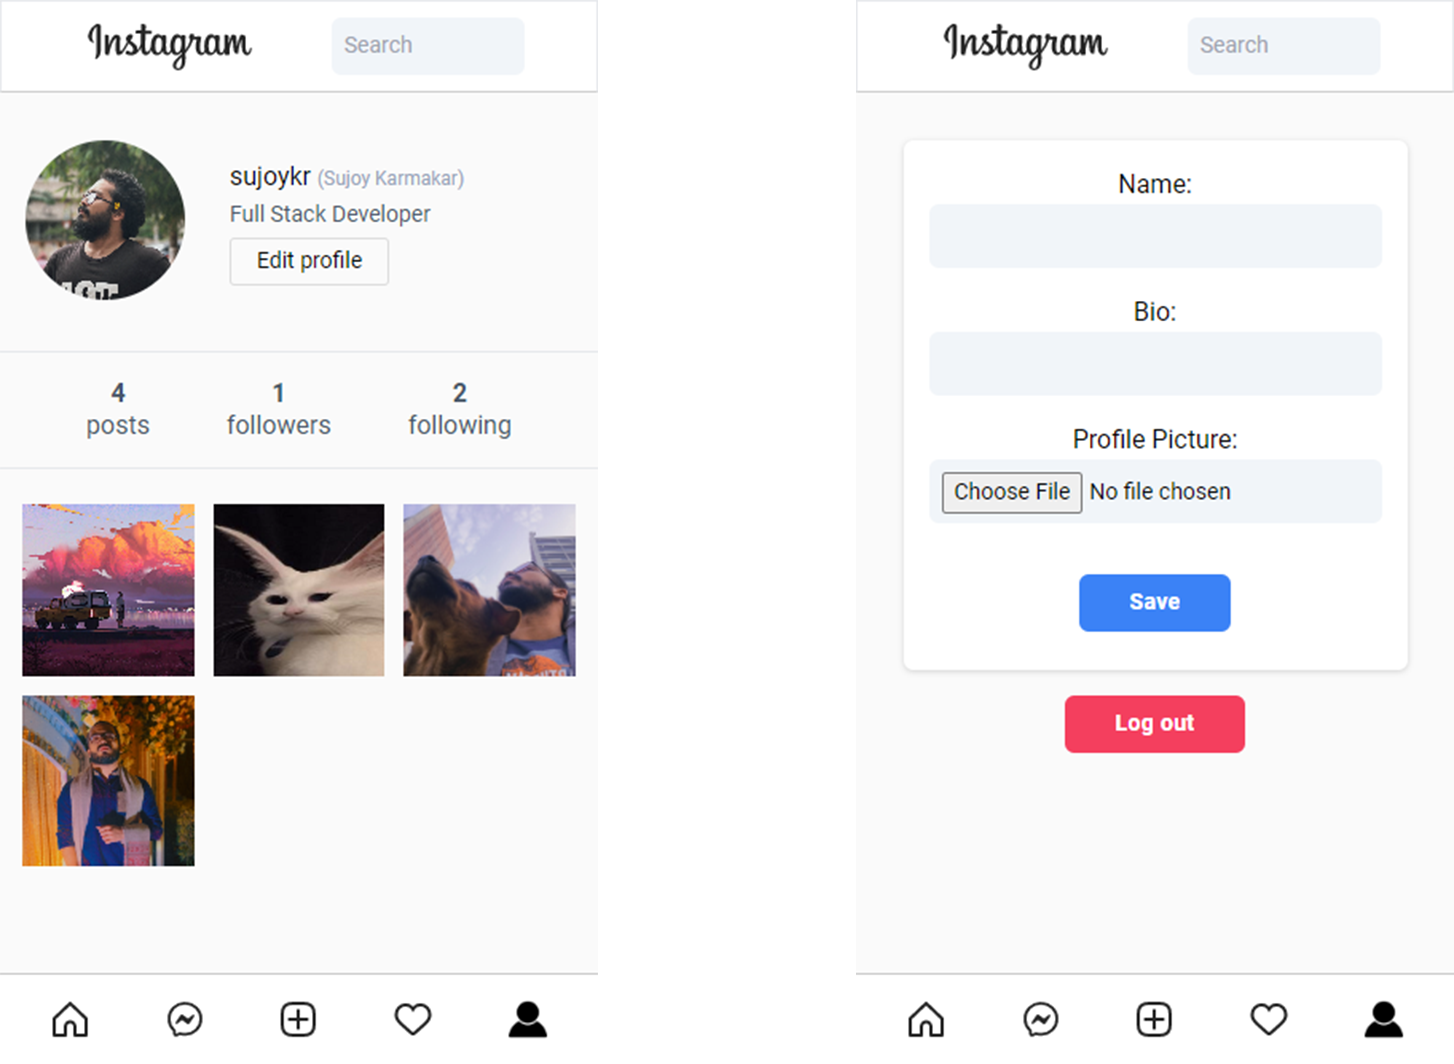 Instagram
Search
sujoykr (Sujoy Karmakar)
Full Stack Developer
Edit profile
4
posts
1
followers
2
following
Instagram
Search
Name:
Bio:
Profile Picture:
Choose File No file chosen
Save
Log out